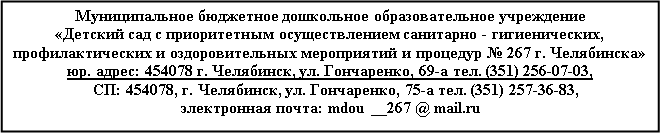 Муниципальное бюджетное дошкольное образовательное учреждение
«Детский сад с приоритетным осуществлением санитарно - гигиенических,
профилактических и оздоровительных мероприятий и процедур № 267 г. Челябинска»
юр. адрес: 454078 г. Челябинск, ул. Гончаренко, 69-а тел. (351) 256-07-03,
СП: 454078, г. Челябинск, ул. Гончаренко, 75-а тел. (351) 257-36-83,
электронная почта: mdou __267 @ mail.ru